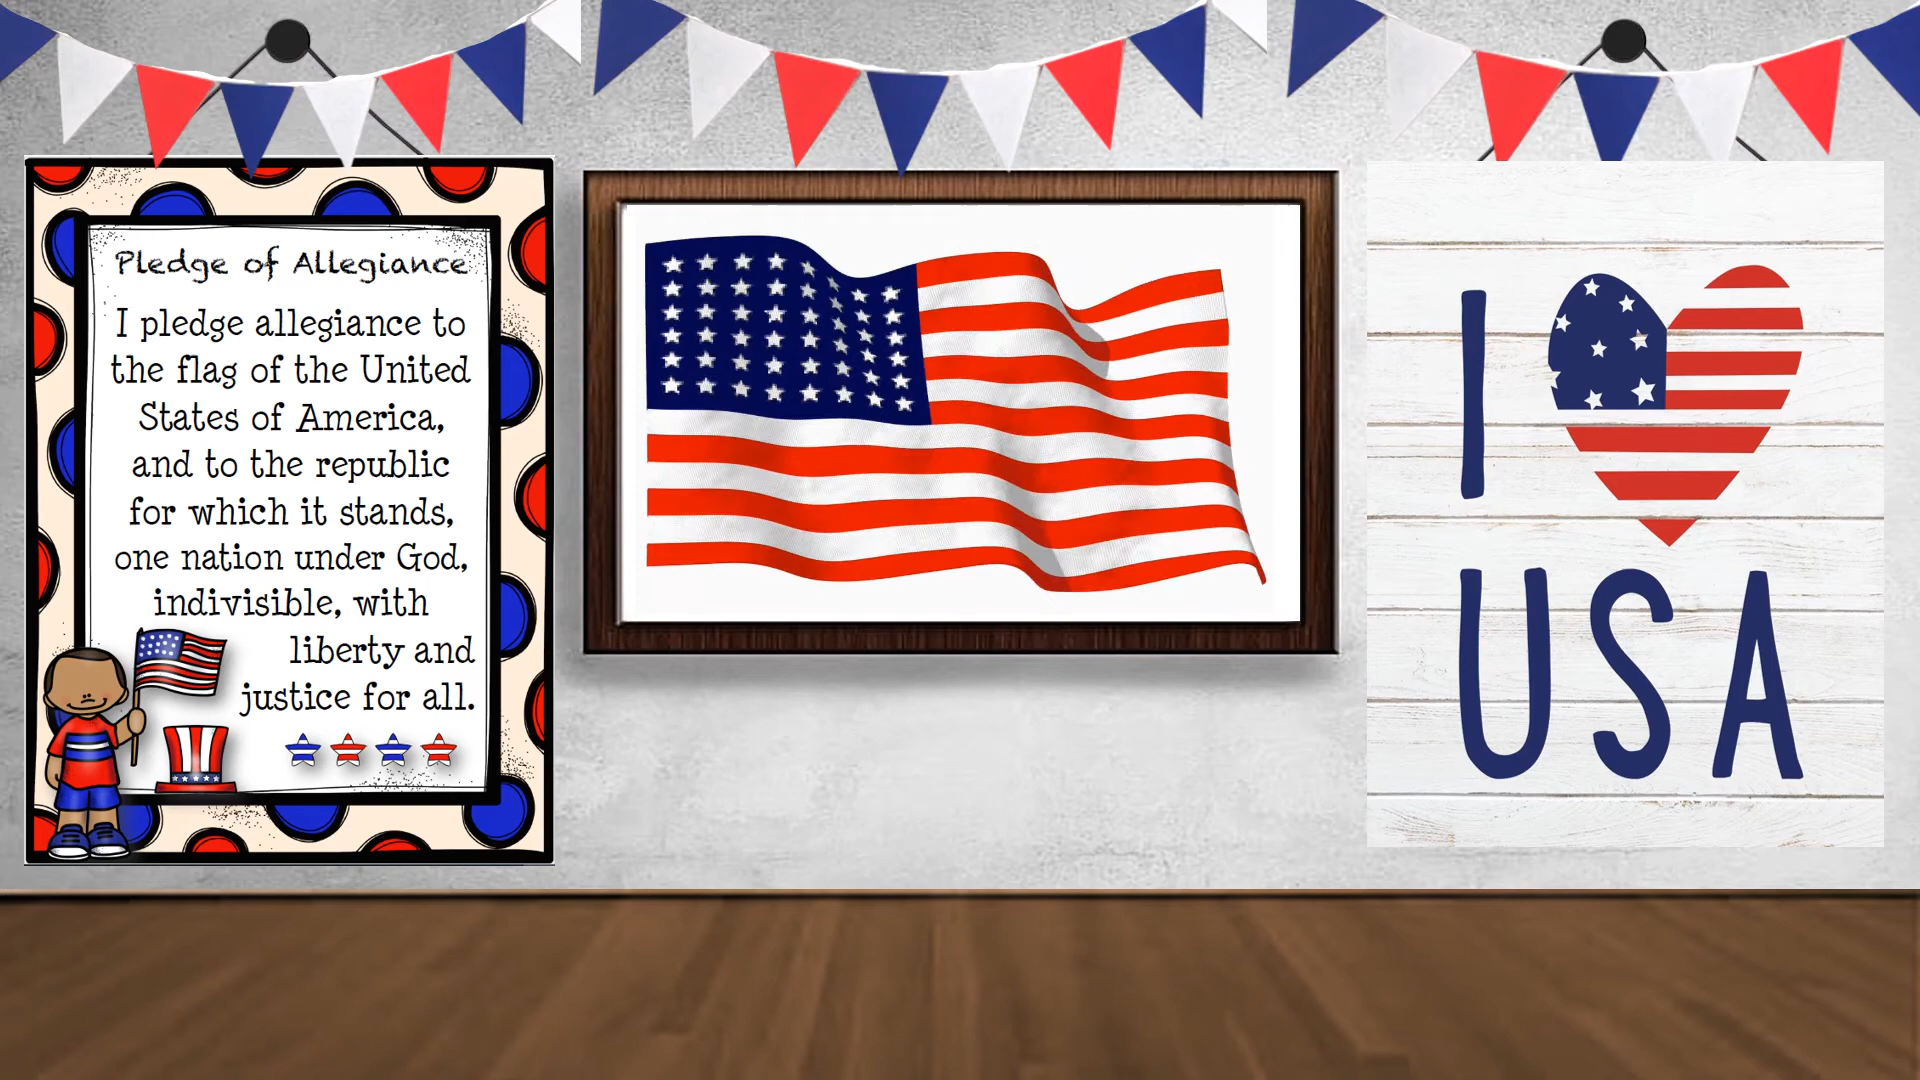 Pledge of Allegiance
I pledge allegiance to
the flag of the United
States of America,
and to the republic
for which it stands,
one nation under God,
indivisible, with
liberty and
justice for all.
I
USA